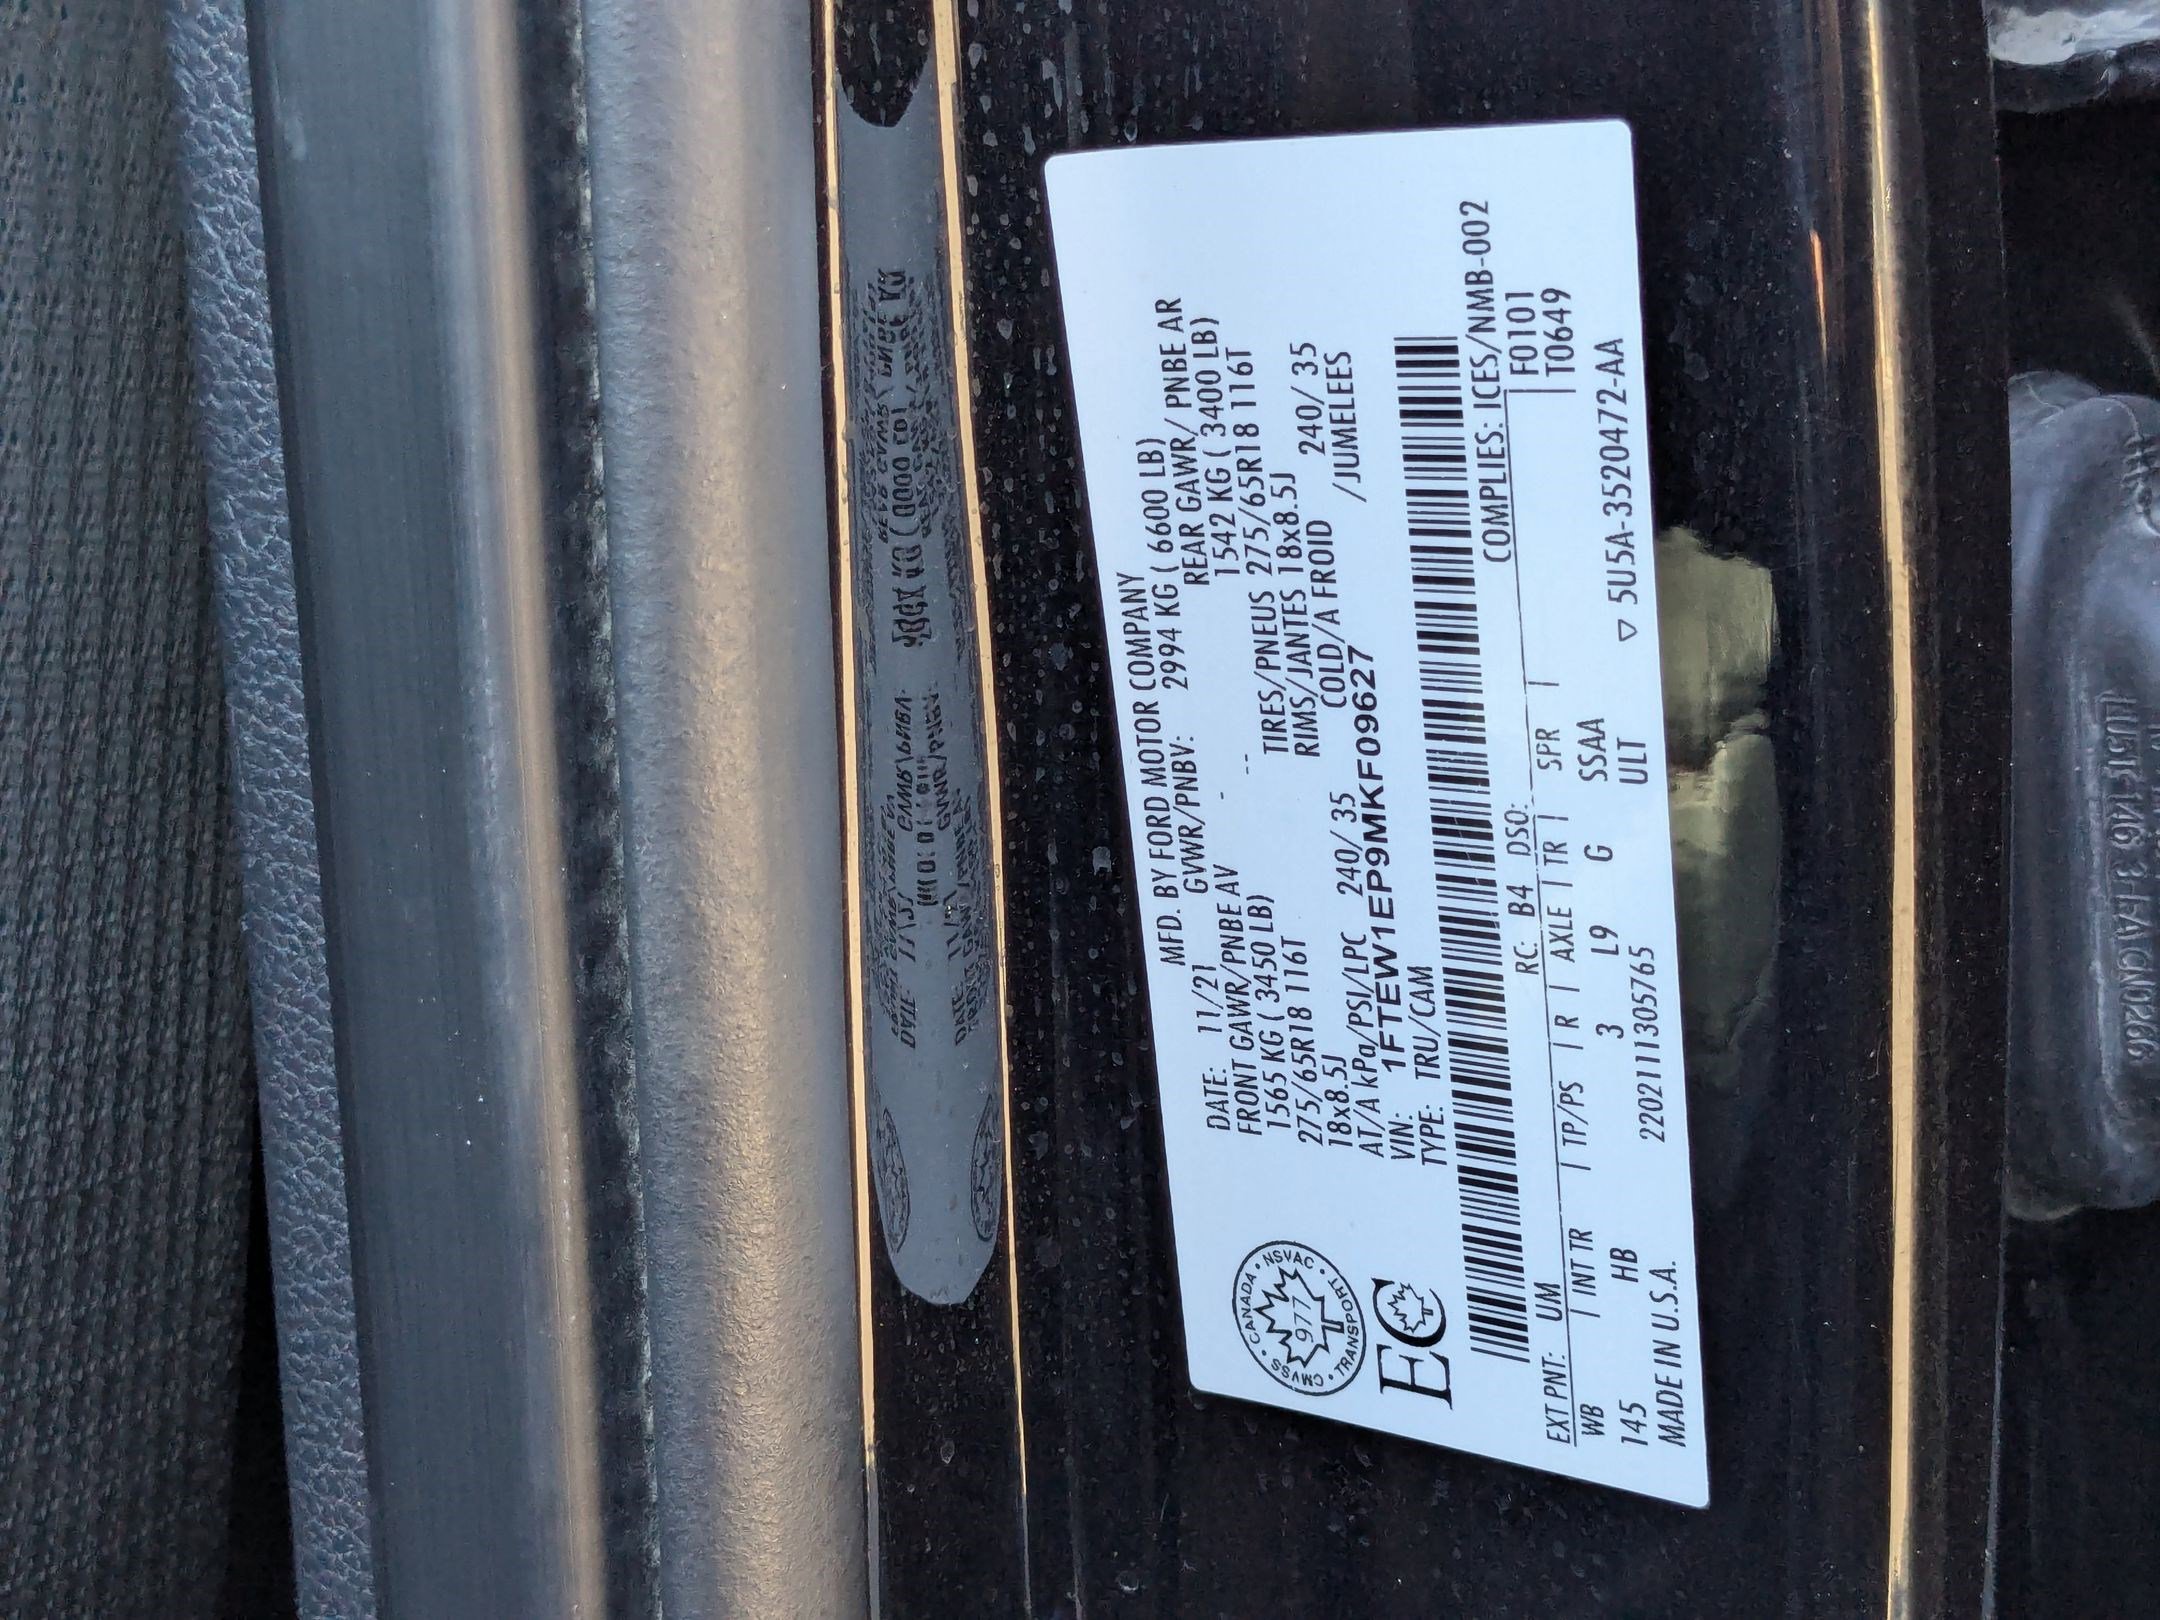 MFD. BY FORD MOTOR COMPANY
DATE: 11/21 GVWR/PNBV: 2994 KG ( 6600 LB)
FRONT GAWR/PNBE AV REAR GAWR/ PNBE AR
1565 KG ( 3450 LB) - -- 1542 KG ( 3400 LB)
275/65R18 116T TIRES/PNEUS 275/65R18 116T
18x8.5J RIMS/JANTES 18x8.5J
AT/A kPa/PSI/LPC 240/ 35 COLD/A FROID 240/ 35
VIN: 1FTEW1EP9MKF09627 /JUMELEES
TYPE: TRU/CAM
CMVSS • CANADA • NSVAC • TRANSPORT •
977
EC
COMPLIES: ICES/NMB-002
EXT PNT: UM RC: B4 DSO: F0101
WB | INT TR | TP/PS | R | AXLE | TR | SPR | | T0649
145 HB 3 L9 G SSAA
MADE IN U.S.A. 2202111305765 ULT ▽ 5U5A-3520472-AA